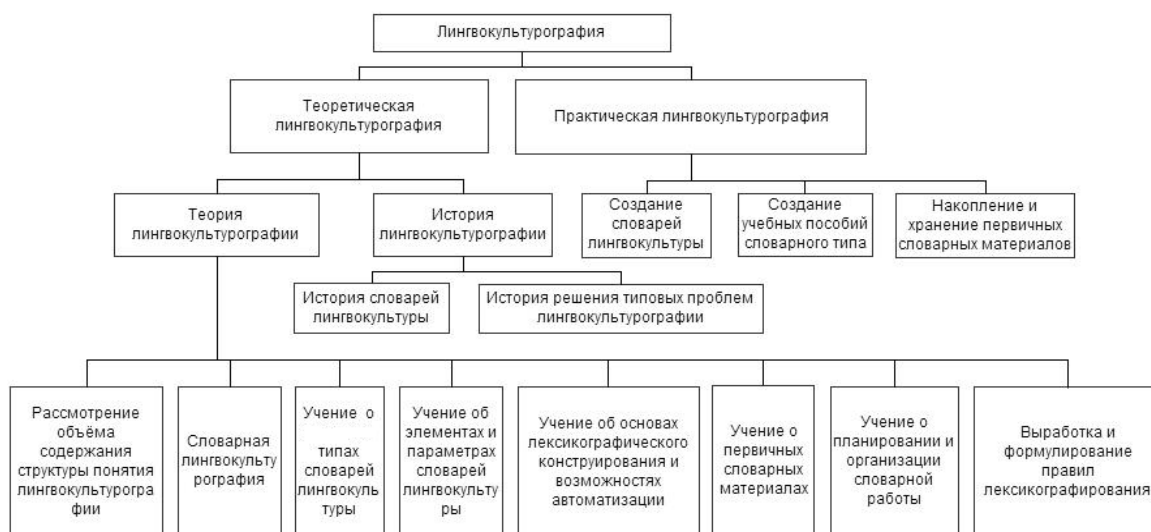 Лингвокультурография
Теоретическая
лингвокультурография
Практическая лингвокультурография
Теория
лингвокультурографии
История
лингвокультурографии
Создание
словарей
лингвокультуры
Создание
учебных пособий
словарного типа
Накопление и
хранение первичных
словарных материалов
История словарей
лингвокультуры
История решения типовых проблем
лингвокультурографии
Рассмотрение
объёма
содержания
структуры понятия
лингвокультурогра
фии
Словарная
лингвокульту
рография
Учение о
типах
словарей
лингвокуль
туры
Учение об
элементах и
параметрах
словарей
лингвокульту
ры
Учение об основах
лексикографического
конструирования и
возможностях
автоматизации
Учение о
первичных
словарных
материалах
Учение о
планировании и
организации
словарной
работы
Выработка и
формулирование
правил
лексикографирования